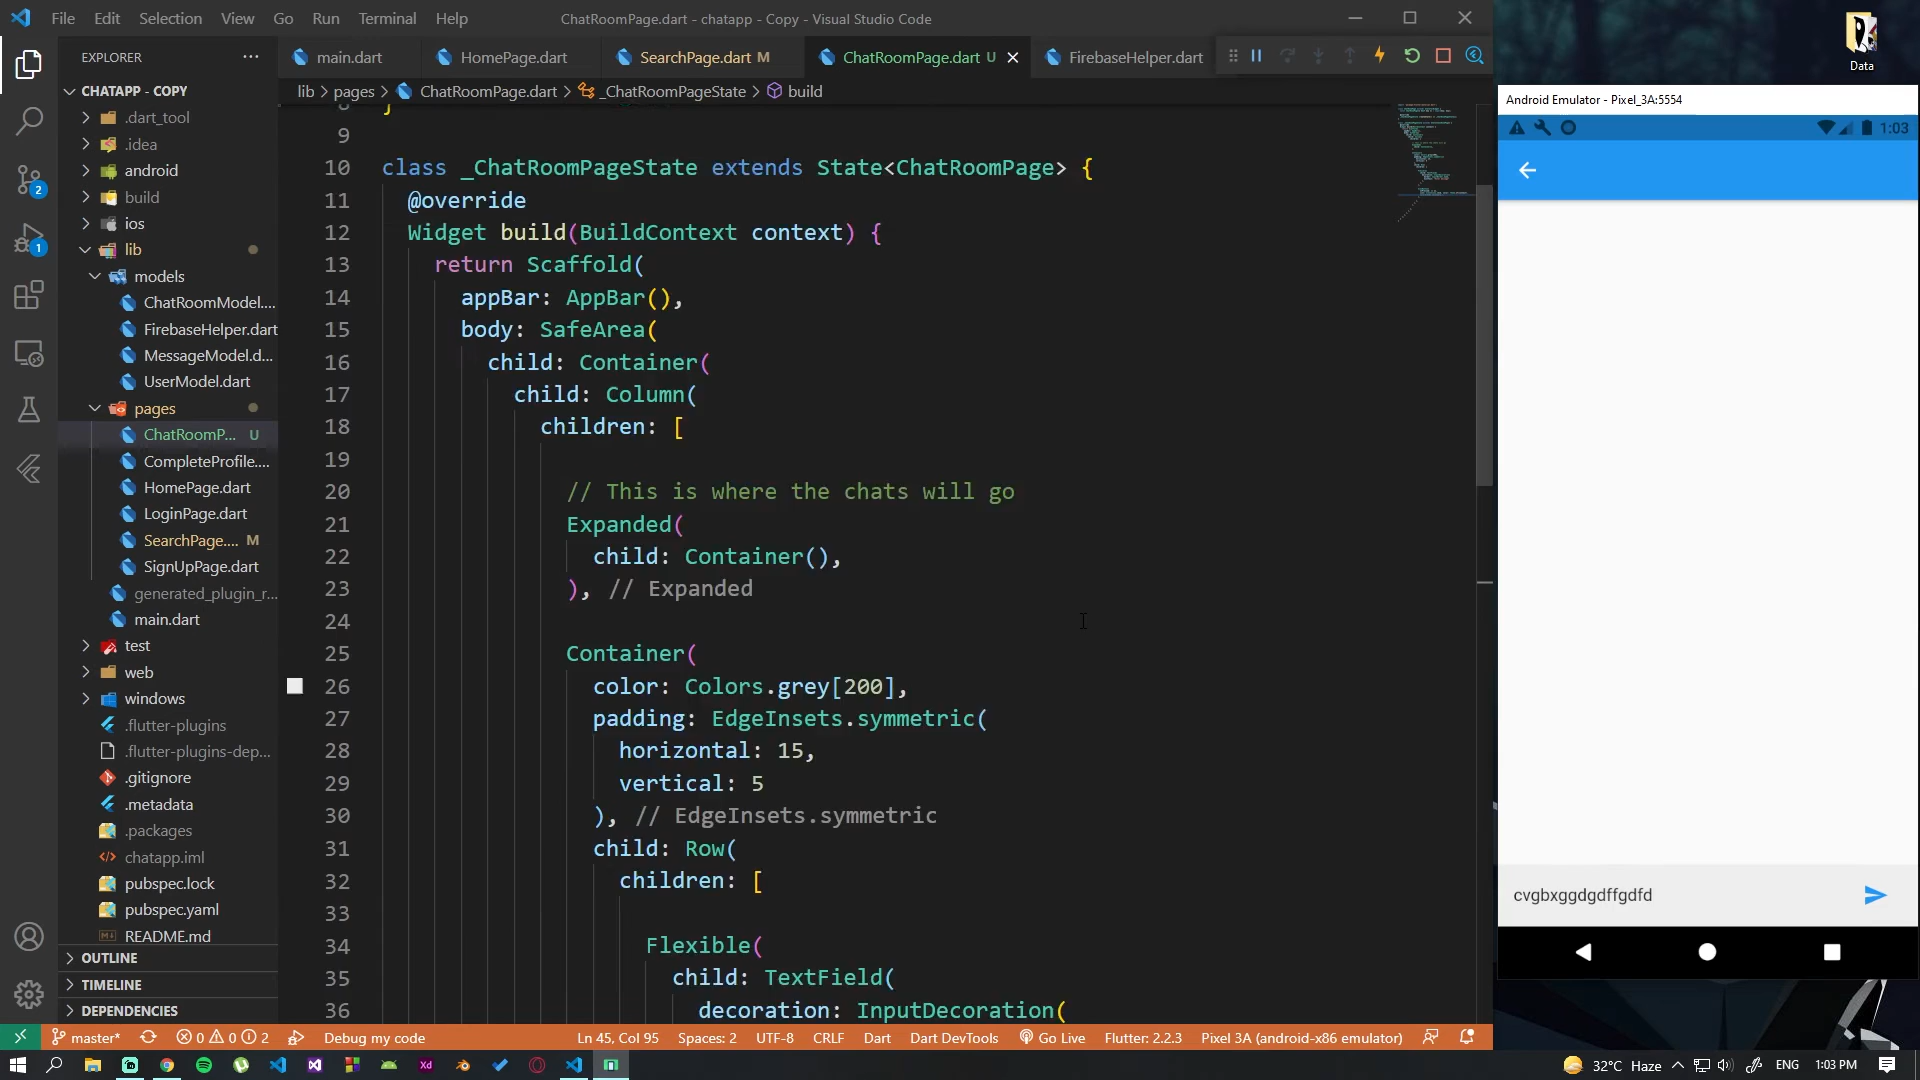 File Edit Selection View Go Run Terminal Help
ChatRoomPage.dart - chatapp - Copy - Visual Studio Code
Data
EXPLORER
main.dart
HomePage.dart
SearchPage.dart M
ChatRoomPage.dart U
FirebaseHelper.dart
lib > pages > ChatRoomPage.dart > _ChatRoomPageState > build
CHATAPP - COPY
.dart_tool
.idea
android
build
ios
lib
models
ChatRoomModel....
FirebaseHelper.dart
MessageModel.d...
UserModel.dart
pages
ChatRoomP... U
CompleteProfile....
HomePage.dart
LoginPage.dart
SearchPage.... M
SignUpPage.dart
generated_plugin_r...
main.dart
test
web
windows
.flutter-plugins
.flutter-plugins-dep...
.gitignore
.metadata
.packages
chatapp.iml
pubspec.lock
pubspec.yaml
README.md
OUTLINE
TIMELINE
DEPENDENCIES
2
1
8 }
9
10 class _ChatRoomPageState extends State<ChatRoomPage> {
11 @override
12 Widget build(BuildContext context) {
13 return Scaffold(
14 appBar: AppBar(),
15 body: SafeArea(
16 child: Container(
17 child: Column(
18 children: [
19
20 // This is where the chats will go
21 Expanded(
22 child: Container(),
23 ), // Expanded
24
25 Container(
26 color: Colors.grey[200],
27 padding: EdgeInsets.symmetric(
28 horizontal: 15,
29 vertical: 5
30 ), // EdgeInsets.symmetric
31 child: Row(
32 children: [
33
34 Flexible(
35 child: TextField(
36 decoration: InputDecoration(
Android Emulator - Pixel_3A:5554
1:03
cvgbxggdgdffgdfd
master* 0 0 2 Debug my code
Ln 45, Col 95 Spaces: 2 UTF-8 CRLF Dart Dart DevTools Go Live Flutter: 2.2.3 Pixel 3A (android-x86 emulator)
Xd
32°C Haze ENG 1:03 PM